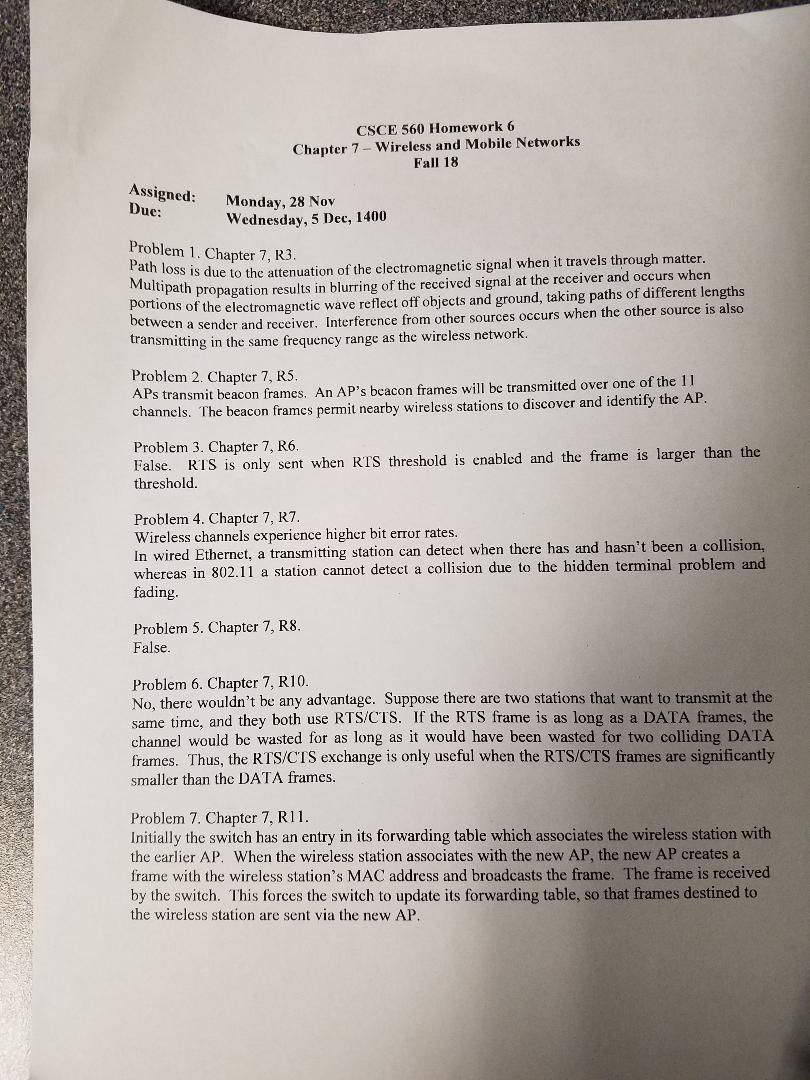 CSCE 560 Homework 6
Chapter 7 – Wireless and Mobile Networks
Fall 18
Assigned: Monday, 28 Nov
Due: Wednesday, 5 Dec, 1400
Problem 1. Chapter 7, R3.
Path loss is due to the attenuation of the electromagnetic signal when it travels through matter.
Multipath propagation results in blurring of the received signal at the receiver and occurs when
portions of the electromagnetic wave reflect off objects and ground, taking paths of different lengths
between a sender and receiver. Interference from other sources occurs when the other source is also
transmitting in the same frequency range as the wireless network.
Problem 2. Chapter 7, R5.
APs transmit beacon frames. An AP's beacon frames will be transmitted over one of the 11
channels. The beacon frames permit nearby wireless stations to discover and identify the AP.
Problem 3. Chapter 7, R6.
False. RTS is only sent when RTS threshold is enabled and the frame is larger than the
threshold.
Problem 4. Chapter 7, R7.
Wireless channels experience higher bit error rates.
In wired Ethernet, a transmitting station can detect when there has and hasn't been a collision,
whereas in 802.11 a station cannot detect a collision due to the hidden terminal problem and
fading.
Problem 5. Chapter 7, R8.
False.
Problem 6. Chapter 7, R10.
No, there wouldn't be any advantage. Suppose there are two stations that want to transmit at the
same time, and they both use RTS/CTS. If the RTS frame is as long as a DATA frames, the
channel would be wasted for as long as it would have been wasted for two colliding DATA
frames. Thus, the RTS/CTS exchange is only useful when the RTS/CTS frames are significantly
smaller than the DATA frames.
Problem 7. Chapter 7, R11.
Initially the switch has an entry in its forwarding table which associates the wireless station with
the earlier AP. When the wireless station associates with the new AP, the new AP creates a
frame with the wireless station's MAC address and broadcasts the frame. The frame is received
by the switch. This forces the switch to update its forwarding table, so that frames destined to
the wireless station are sent via the new AP.